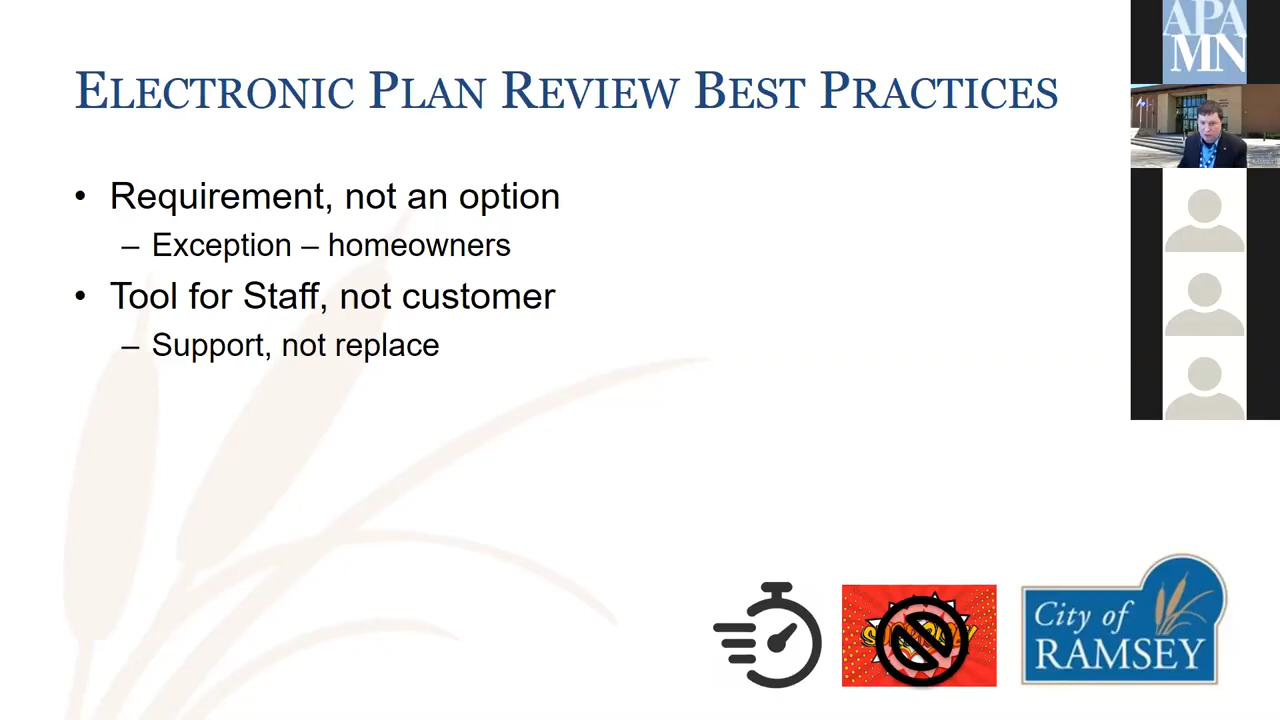 ELECTRONIC PLAN REVIEW BEST PRACTICES
• Requirement, not an option
– Exception – homeowners
• Tool for Staff, not customer
– Support, not replace
APA
MN
City of
RAMSEY